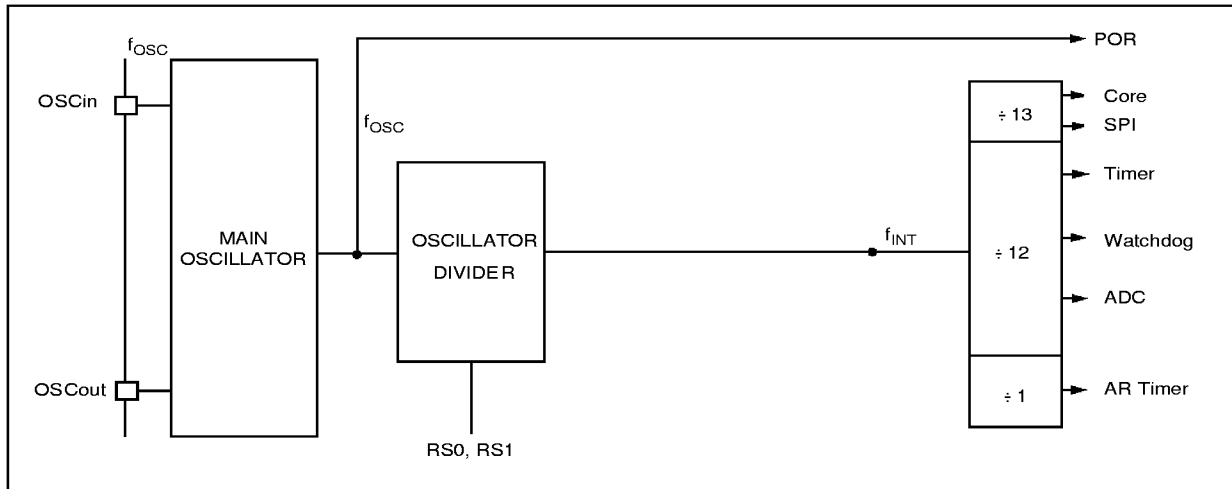 fOSC
POR
OSCin
Core
÷ 13
SPI
fOSC
Timer
MAIN
OSCILLATOR
OSCILLATOR
DIVIDER
fINT
Watchdog
÷ 12
ADC
OSCout
AR Timer
÷ 1
RS0, RS1